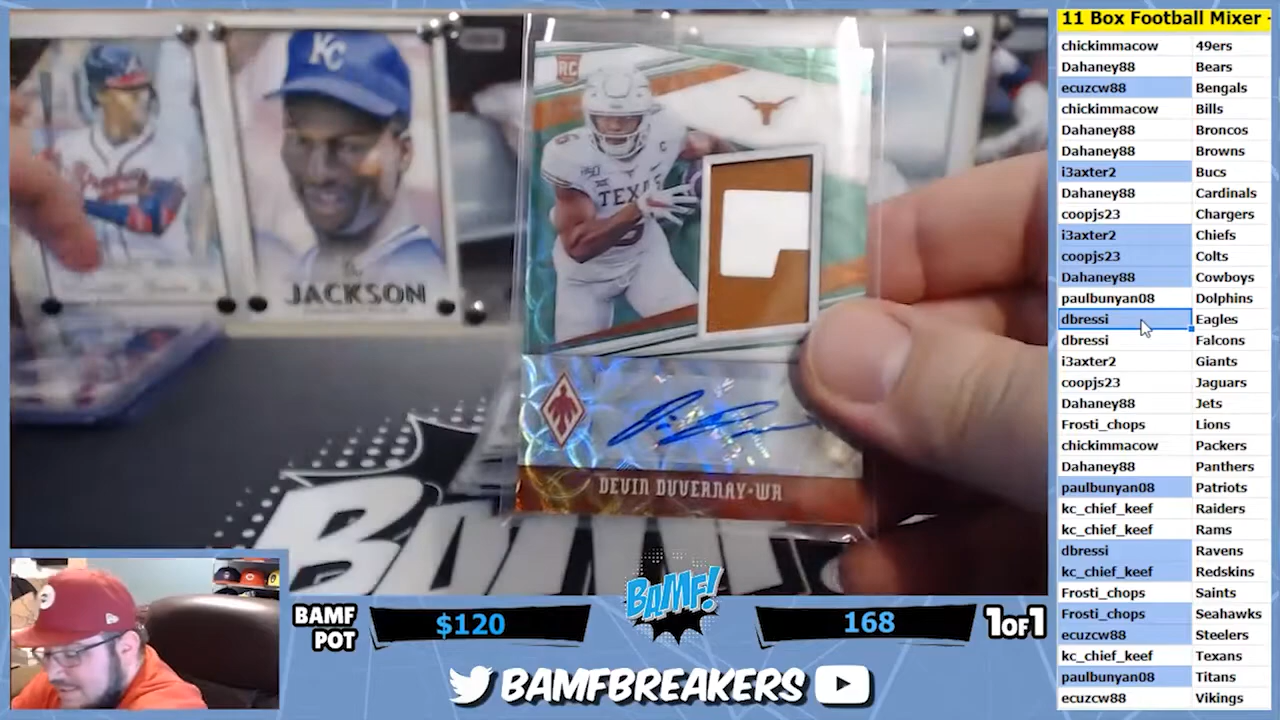 KC
JACKSON
RC
150
C
TEXAS
6
DEVIN DUVERNAY•WR
BAMF
BAMF
POT
$120
BAMF!
168
1OF1
BAMFBREAKERS
11 Box Football Mixer -
chickimmacow 49ers
Dahaney88 Bears
ecuzcw88 Bengals
chickimmacow Bills
Dahaney88 Broncos
Dahaney88 Browns
i3axter2 Bucs
Dahaney88 Cardinals
coopjs23 Chargers
i3axter2 Chiefs
coopjs23 Colts
Dahaney88 Cowboys
paulbunyan08 Dolphins
dbressi Eagles
dbressi Falcons
i3axter2 Giants
coopjs23 Jaguars
Dahaney88 Jets
Frosti_chops Lions
chickimmacow Packers
Dahaney88 Panthers
paulbunyan08 Patriots
kc_chief_keef Raiders
kc_chief_keef Rams
dbressi Ravens
kc_chief_keef Redskins
Frosti_chops Saints
Frosti_chops Seahawks
ecuzcw88 Steelers
kc_chief_keef Texans
paulbunyan08 Titans
ecuzcw88 Vikings